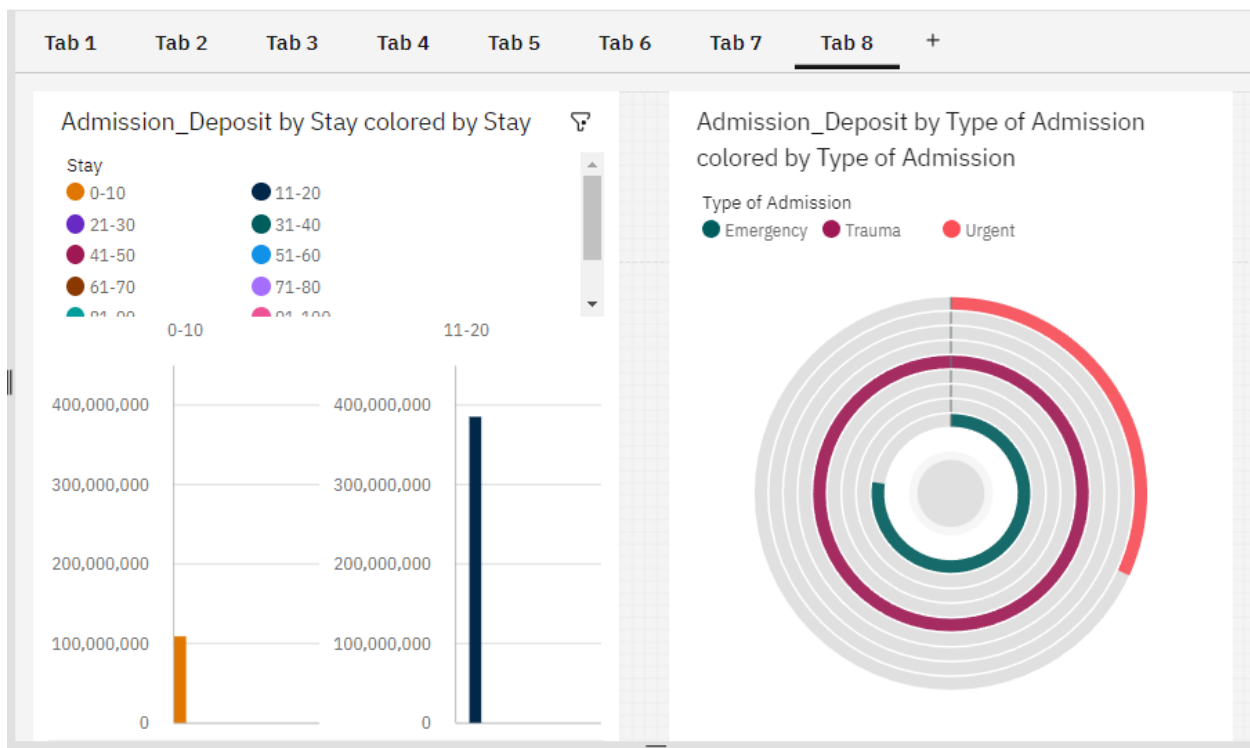 Tab 1 Tab 2 Tab 3 Tab 4 Tab 5 Tab 6 Tab 7 Tab 8 +
Admission_Deposit by Stay colored by Stay
Stay
0-10 11-20
21-30 31-40
41-50 51-60
61-70 71-80
0-10 11-20
400,000,000 400,000,000
300,000,000 300,000,000
200,000,000 200,000,000
100,000,000 100,000,000
0 0
Admission_Deposit by Type of Admission
colored by Type of Admission
Type of Admission
Emergency Trauma Urgent